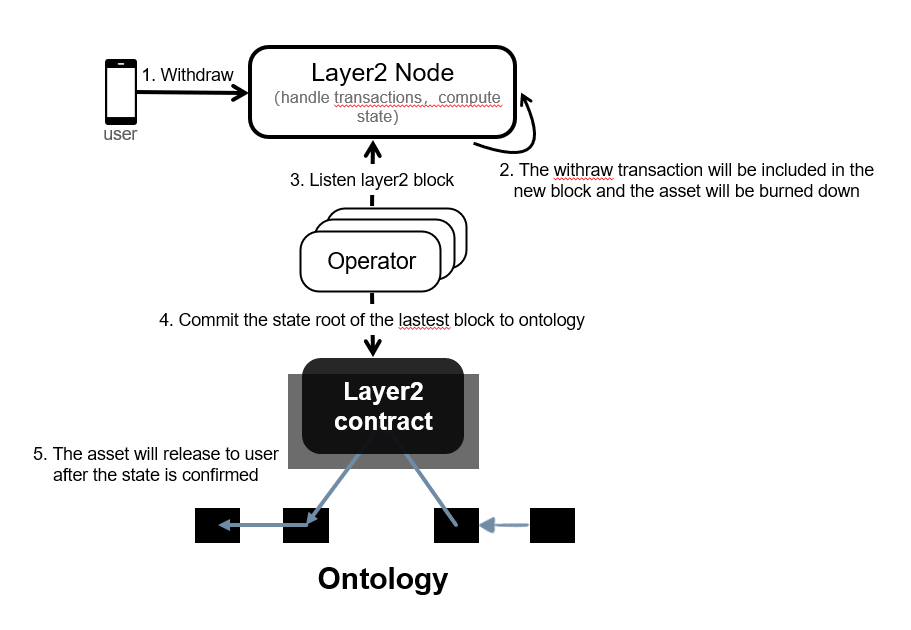 1. Withdraw
Layer2 Node
(handle transactions, compute
state)
user
2. The withraw transaction will be included in the
new block and the asset will be burned down
3. Listen layer2 block
Operator
4. Commit the state root of the lastest block to ontology
Layer2
contract
5. The asset will release to user
after the state is confirmed
Ontology